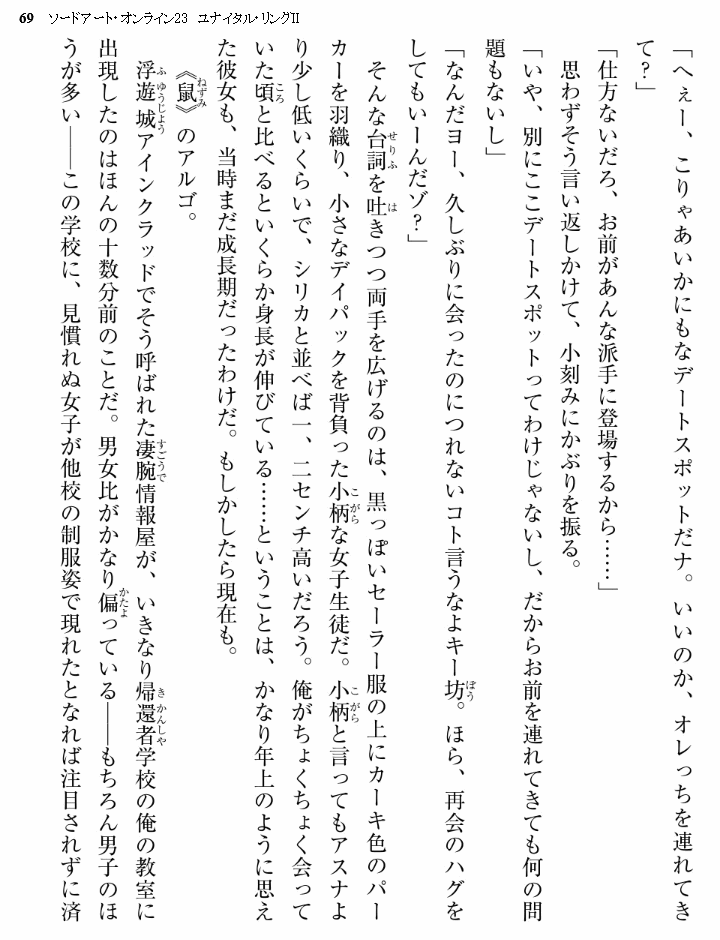 69 ソードアート・オンライン23 ユナイタル・リングII
「へぇー、こりゃあいかにもなデートスポットだナ。いいのか、オレっちを連れてき
て？」
「仕方ないだろ、お前があんな派手に登場するから……」
思わずそう言い返しかけて、小刻みにかぶりを振る。
「いや、別にここデートスポットってわけじゃないし、だからお前を連れてきても何の問
題もないし」
「なんだヨー、久しぶりに会ったのにつれないコト言うなよキー坊。ほら、再会のハグを
してもいーんだゾ？」
そんな台詞を吐きつつ両手を広げるのは、黒っぽいセーラー服の上にカーキ色のパー
カーを羽織り、小さなデイパックを背負った小柄な女子生徒だ。小柄と言ってもアスナよ
り少し低いくらいで、シリカと並べば一、二センチ高いだろう。俺がちょくちょく会って
いた頃と比べるといくらか身長が伸びている……ということは、かなり年上のように思え
た彼女も、当時まだ成長期だったわけだ。もしかしたら現在も。
《鼠》のアルゴ。
浮遊城アインクラッドでそう呼ばれた凄腕情報屋が、いきなり帰還者学校の俺の教室に
出現したのはほんの十数分前のことだ。男女比がかなり偏っている――もちろん男子のほ
うが多い――この学校に、見慣れぬ女子が他校の制服姿で現れたとなれば注目されずに済